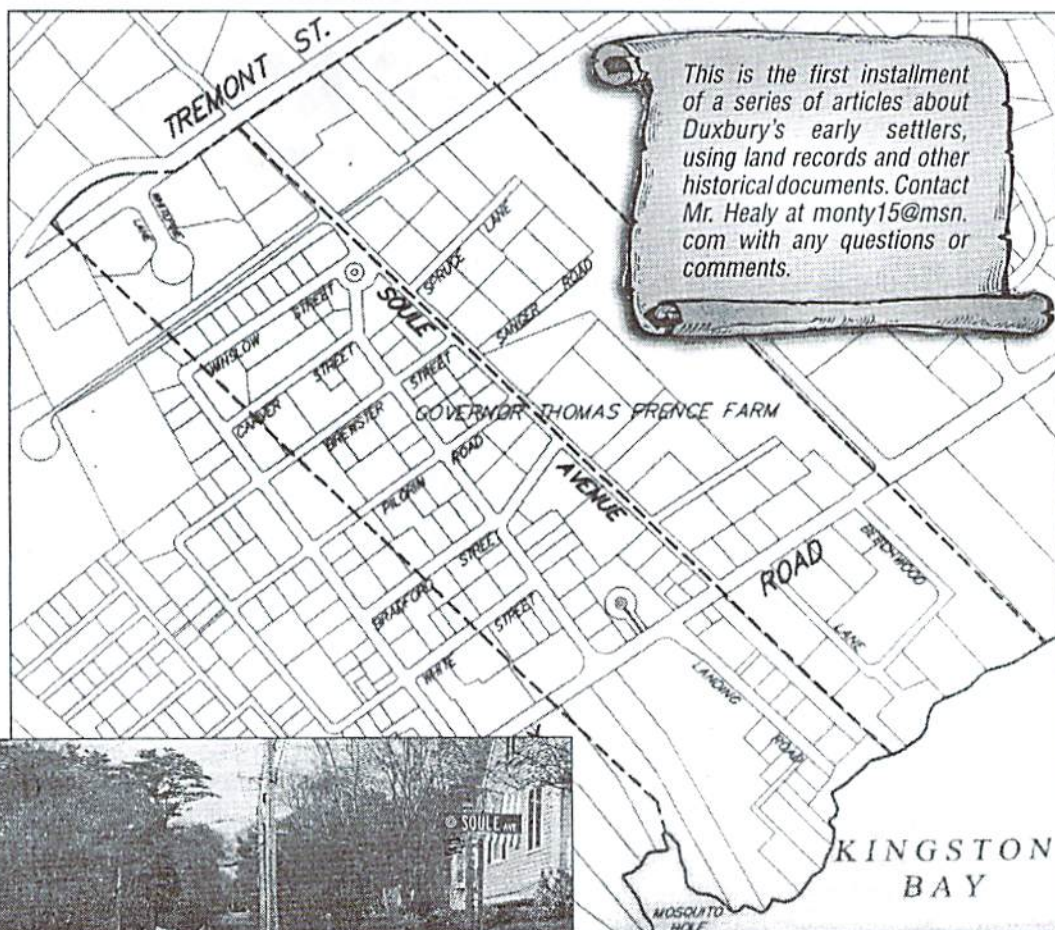 TREMONT ST.
This is the first installment
of a series of articles about
Duxbury's early settlers,
using land records and other
historical documents. Contact
Mr. Healy at monty15@msn.
com with any questions or
comments.
LANE
SPRUCE LANE
SANGER ROAD
SOULE AVENUE
WINSLOW STREET
CARVER STREET
BREWSTER STREET
GOVERNOR THOMAS PRENCE FARM
PILGRIM ROAD
BRADFORD STREET
WHITE STREET
ROAD
BEECHWOOD LANE
LANDING ROAD
SOULE AVE
KINGSTON
BAY
MOSQUITO
HOLE